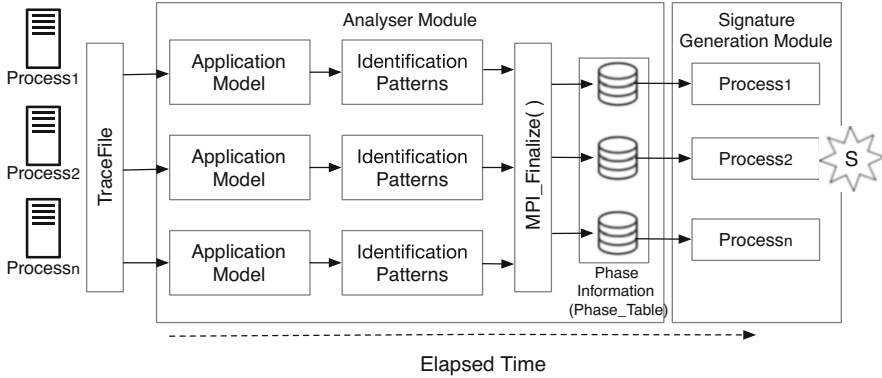 Analyser Module
Signature
Generation Module
Process1
Process2
Processn
TraceFile
Application
Model
Identification
Patterns
Application
Model
Identification
Patterns
Application
Model
Identification
Patterns
MPI_Finalize( )
Phase
Information
(Phase_Table)
Process1
Process2
Processn
S
Elapsed Time